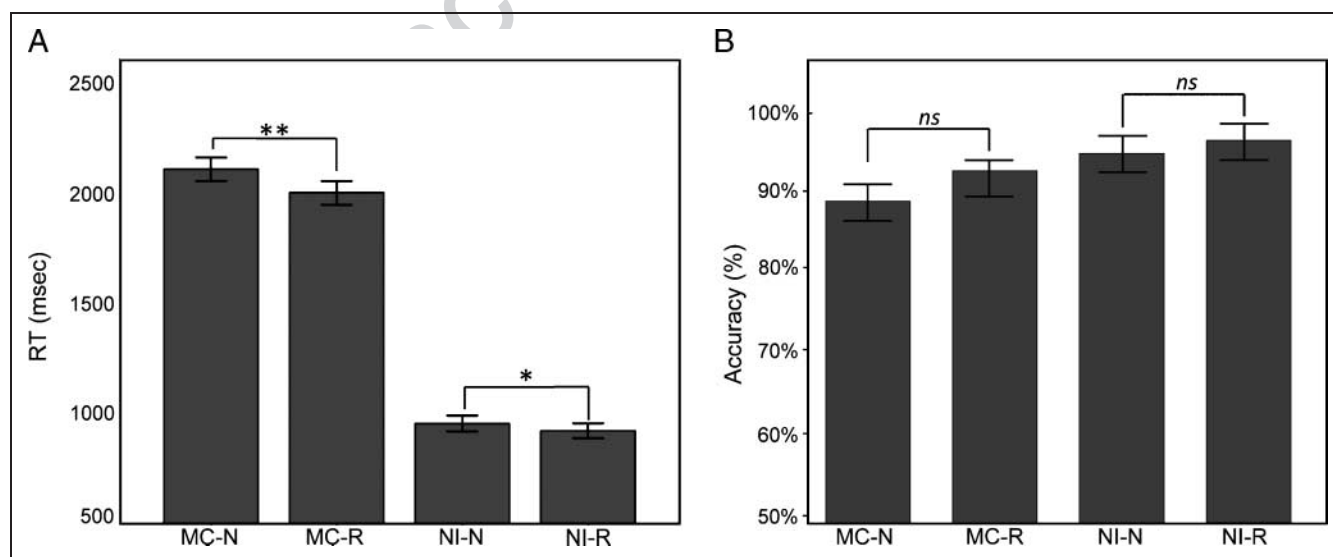 A
RT (msec)
2500
2000
1500
1000
500
**
*
MC-N MC-R NI-N NI-R
B
Accuracy (%)
100%
90%
80%
70%
60%
50%
ns
ns
MC-N MC-R NI-N NI-R